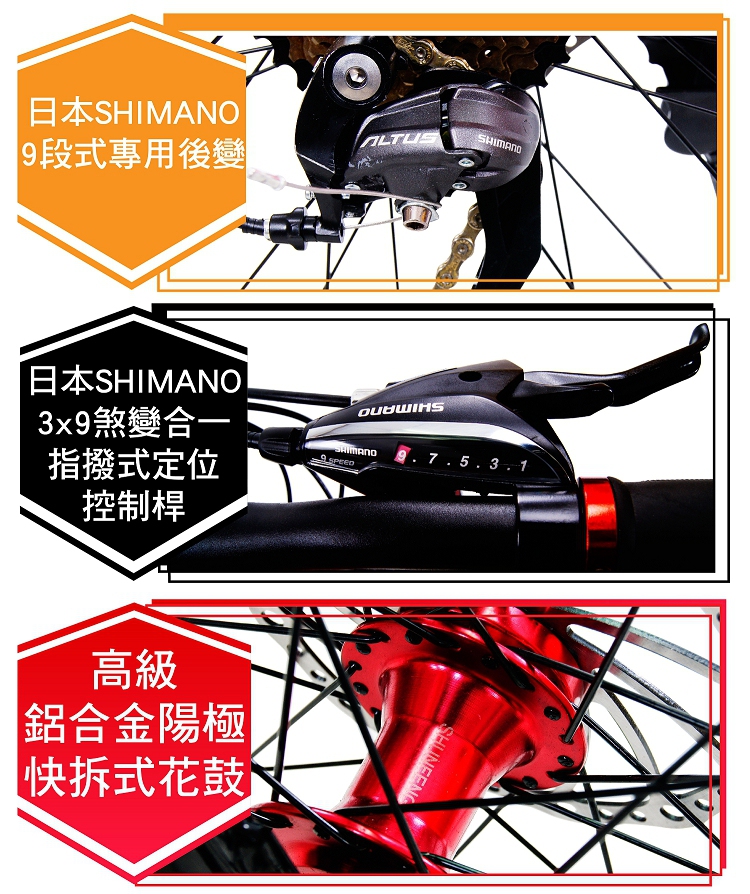 日本SHIMANO
9段式專用後變
ALTUS
SHIMANO
日本SHIMANO
3x9煞變合一
指撥式定位
控制桿
SHIMANO
SHIMANO
9 SPEED
9.7.5.3.1
高級
鋁合金陽極
快拆式花鼓
SHUNFENG